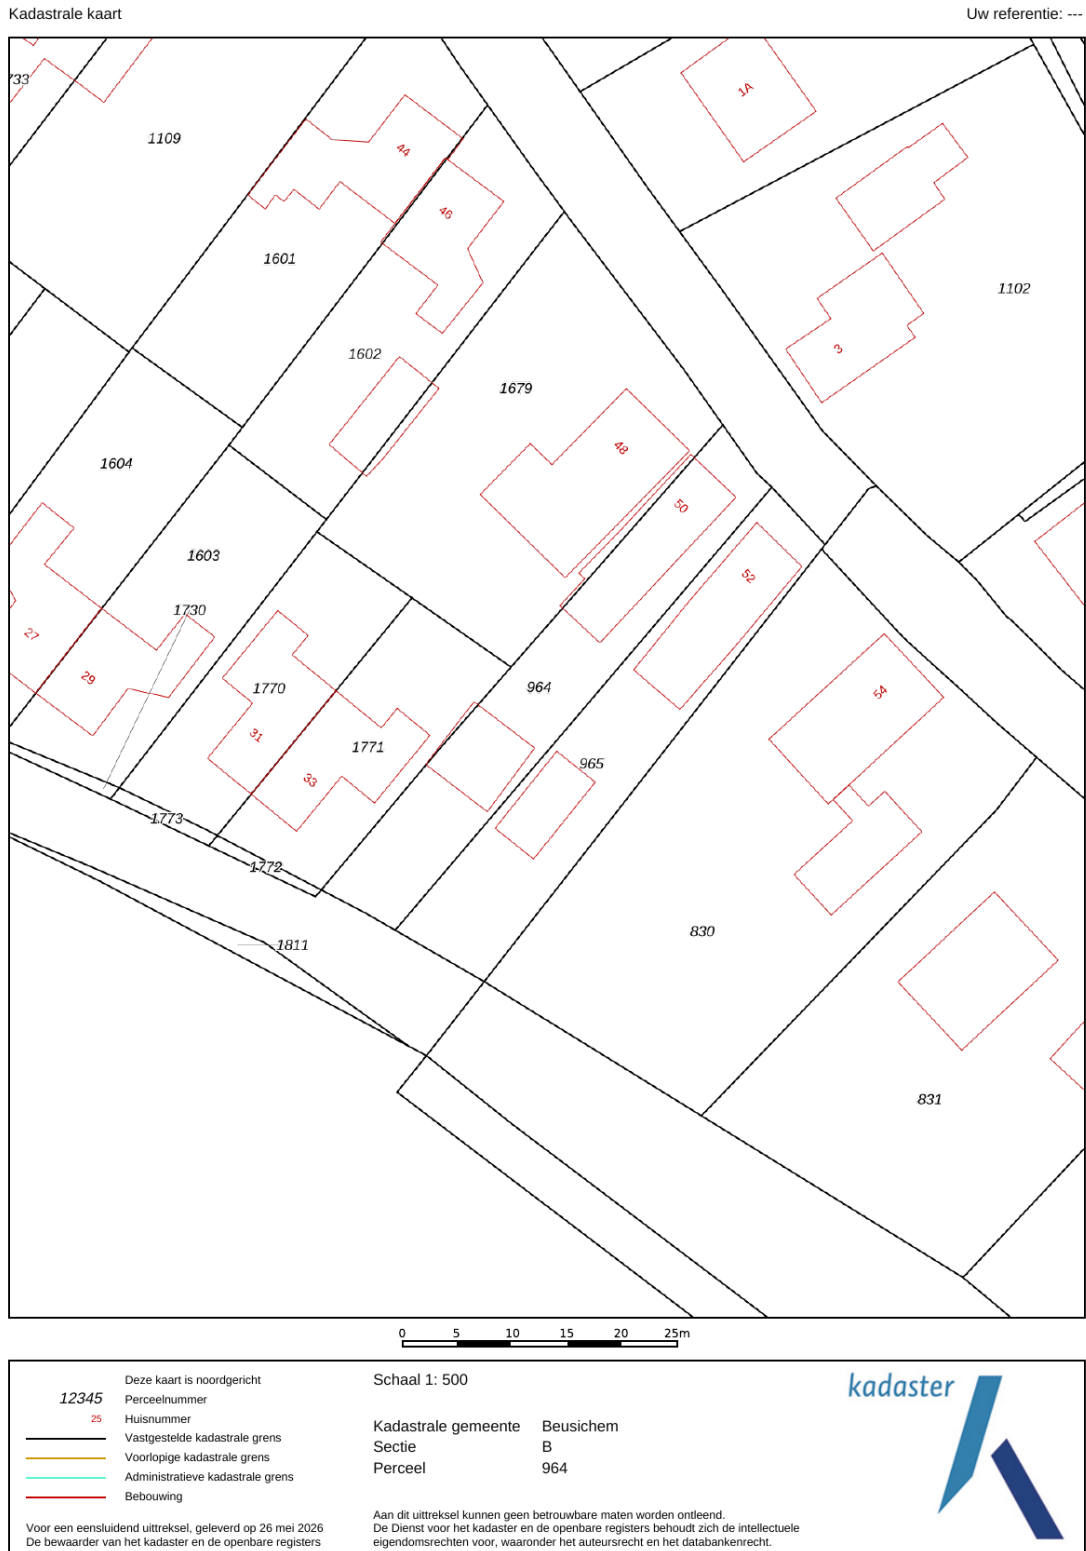 Kadastrale kaart
Uw referentie: ---
733
1109
1A
44
46
1601
1102
1602
3
1679
48
1604
50
1603
52
1730
27
29
1770
964
54
31
1771
965
33
1773
1772
830
1811
831
0 5 10 15 20 25m
Deze kaart is noordgericht
12345 Perceelnummer
25 Huisnummer
Vastgestelde kadastrale grens
Voorlopige kadastrale grens
Administratieve kadastrale grens
Bebouwing
Voor een eensluidend uittreksel, geleverd op 26 mei 2026
De bewaarder van het kadaster en de openbare registers
Schaal 1: 500
Kadastrale gemeente Beusichem
Sectie B
Perceel 964
Aan dit uittreksel kunnen geen betrouwbare maten worden ontleend.
De Dienst voor het kadaster en de openbare registers behoudt zich de intellectuele
eigendomsrechten voor, waaronder het auteursrecht en het databankenrecht.
kadaster